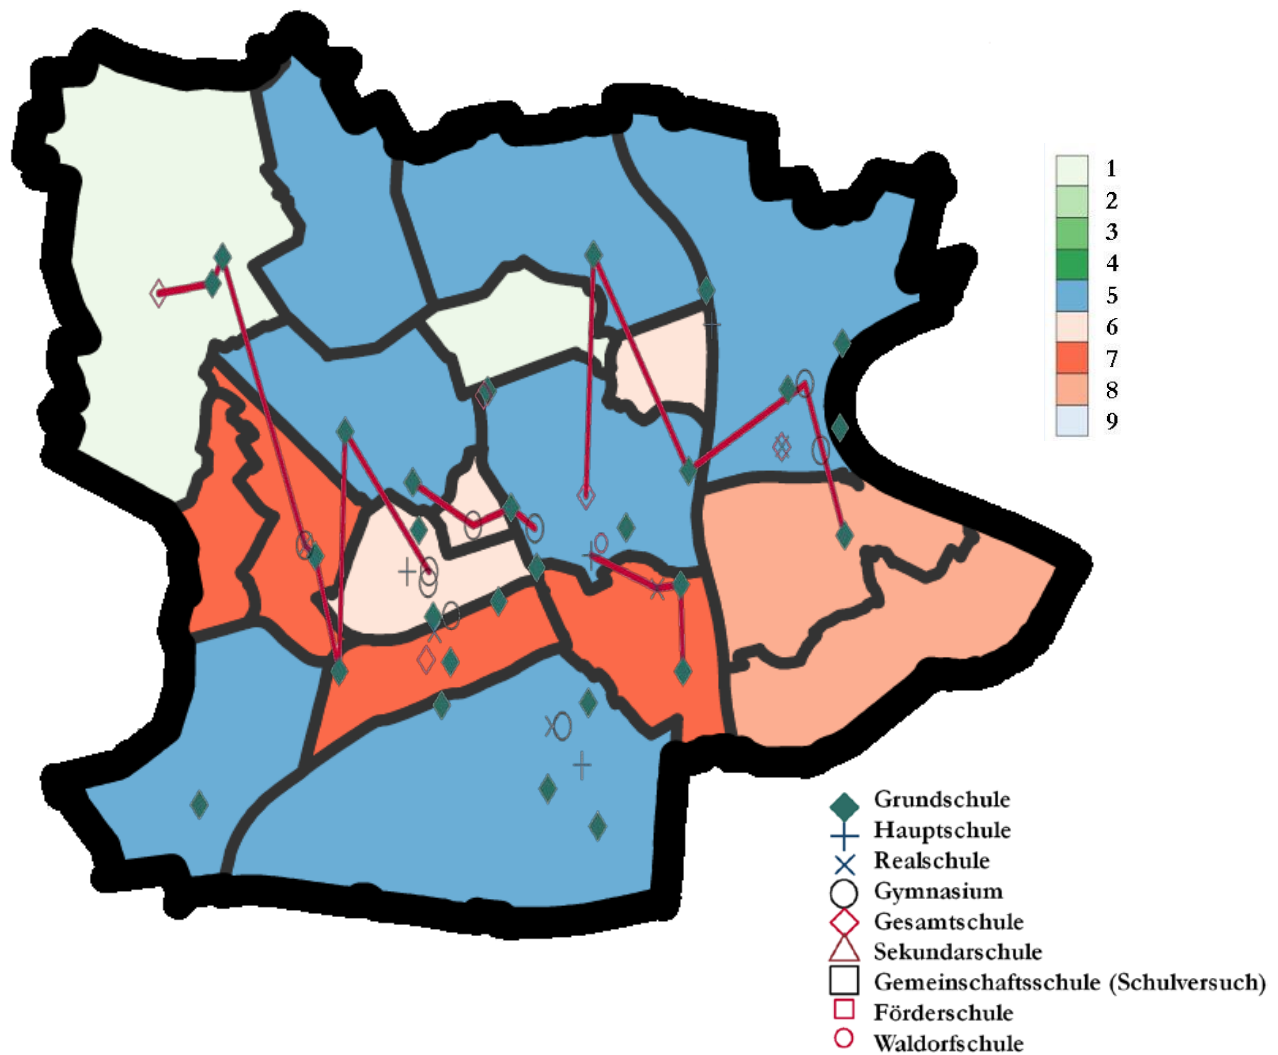 1
2
3
4
5
6
7
8
9
Grundschule
Hauptschule
Realschule
Gymnasium
Gesamtschule
Sekundarschule
Gemeinschaftsschule (Schulversuch)
Förderschule
Waldorfschule